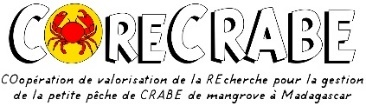 CORECRABE
COopération de valorisation de la REcherche pour la gestion
de la petite pêche de CRABE de mangrove à Madagascar